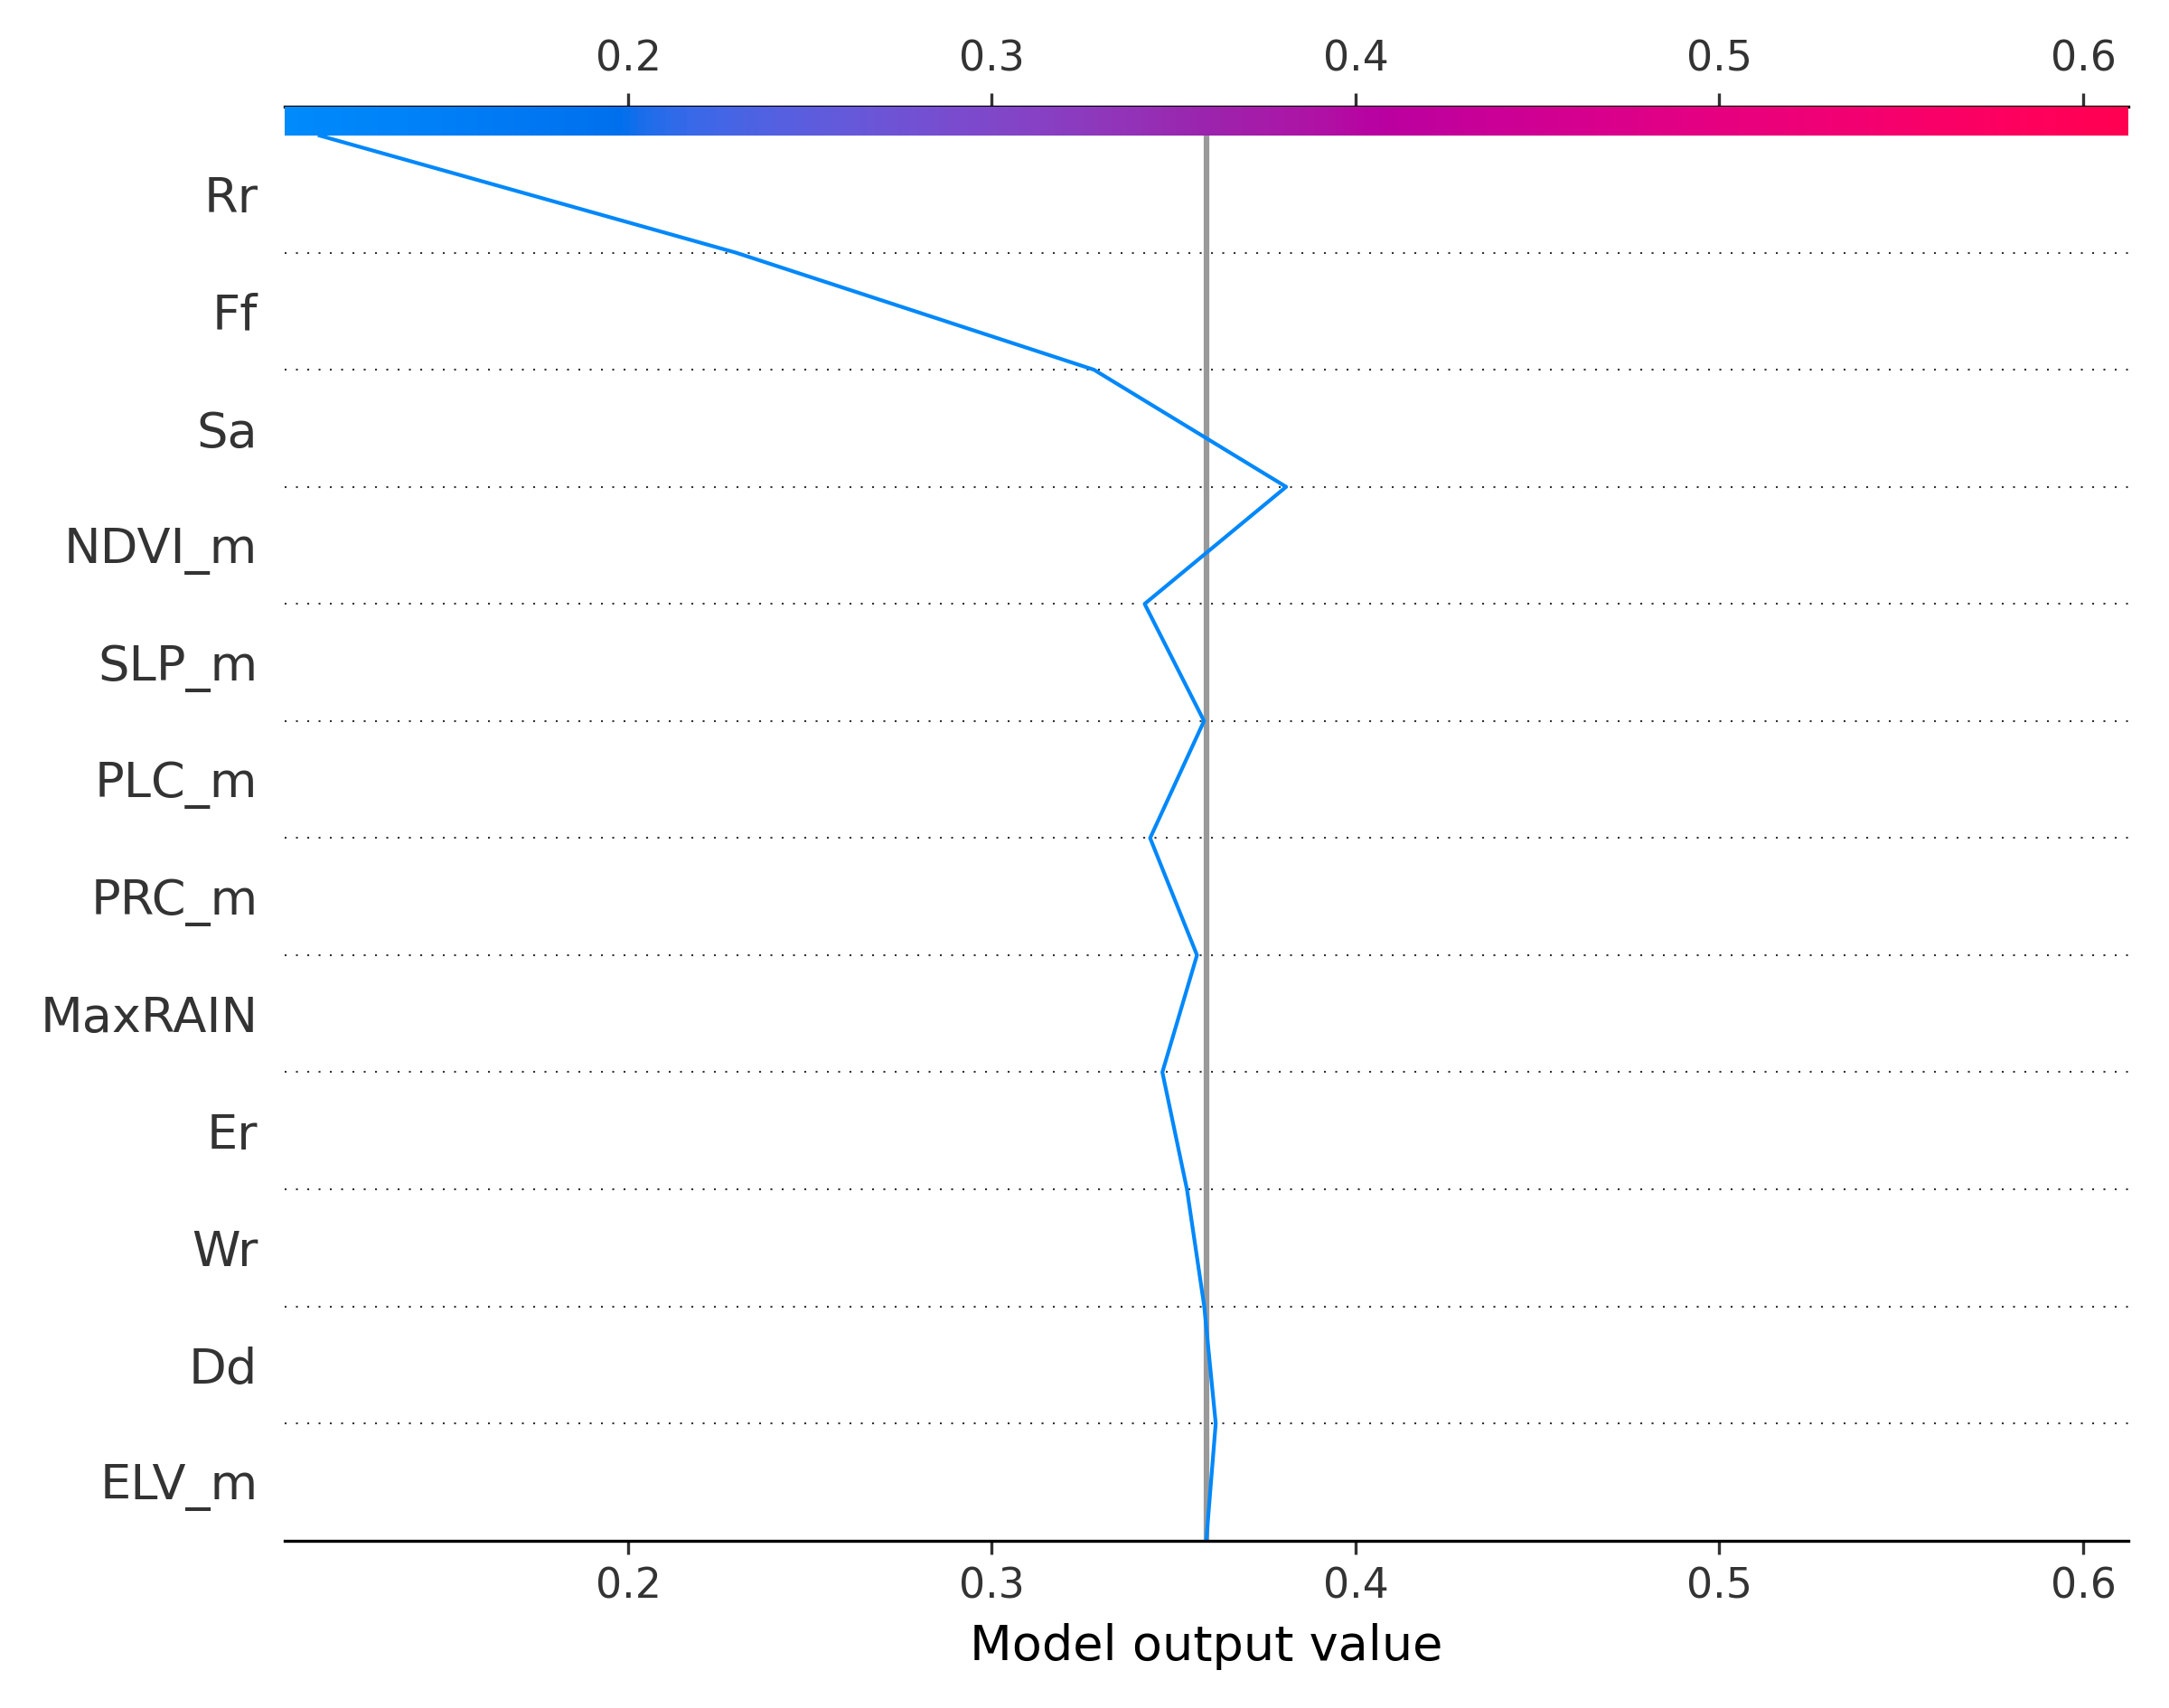 0.2 0.3 0.4 0.5 0.6
Rr
Ff
Sa
NDVI_m
SLP_m
PLC_m
PRC_m
MaxRAIN
Er
Wr
Dd
ELV_m
0.2 0.3 0.4 0.5 0.6
Model output value